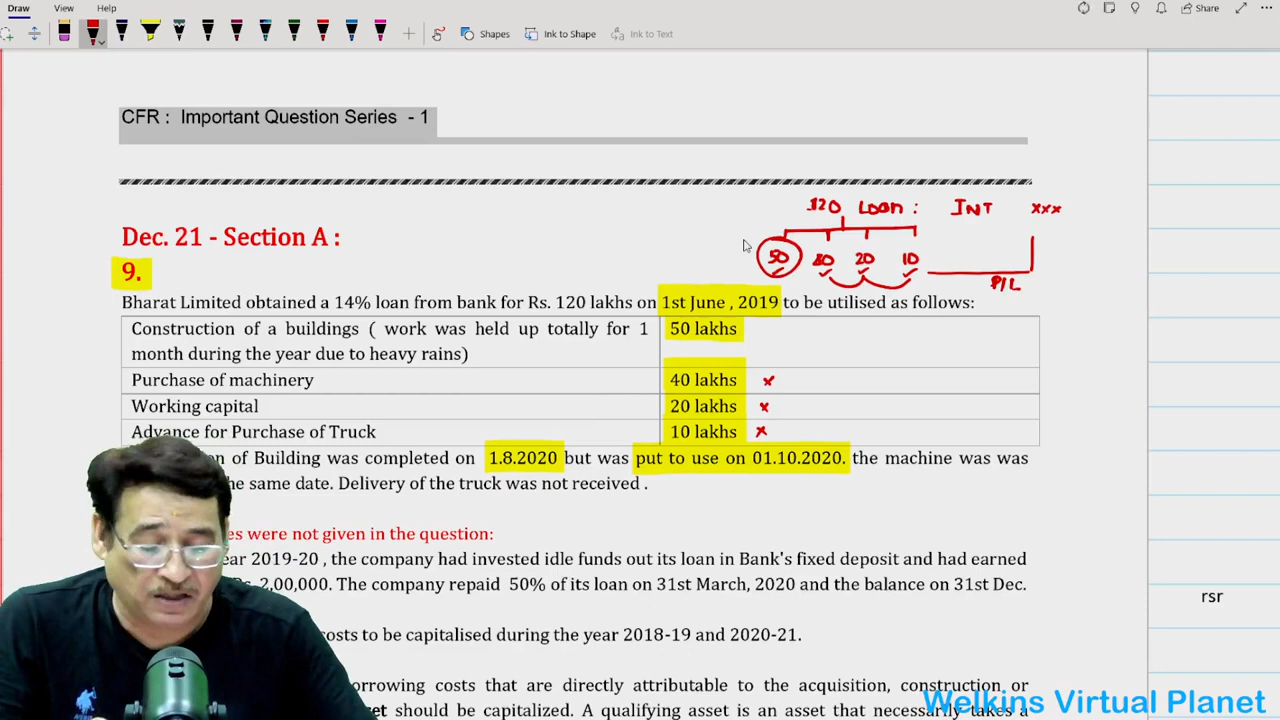 Draw View Help
Share
Shapes Ink to Shape Ink to Text
CFR : Important Question Series - 1
120 LOAN : INT xxx
50 40 20 10
P/L
Dec. 21 - Section A :
9.
Bharat Limited obtained a 14% loan from bank for Rs. 120 lakhs on 1st June , 2019 to be utilised as follows:
Construction of a buildings ( work was held up totally for 1 month during the year due to heavy rains) 50 lakhs
Purchase of machinery 40 lakhs x
Working capital 20 lakhs x
Advance for Purchase of Truck 10 lakhs x
of Building was completed on 1.8.2020 but was put to use on 01.10.2020. the machine was was
the same date. Delivery of the truck was not received .
es were not given in the question:
2019-20 , the company had invested idle funds out its loan in Bank's fixed deposit and had earned
Rs. 2,00,000. The company repaid 50% of its loan on 31st March, 2020 and the balance on 31st Dec.
costs to be capitalised during the year 2018-19 and 2020-21.
rsr
orrowing costs that are directly attributable to the acquisition, construction or
should be capitalized. A qualifying asset is an asset that necessarily takes a
Welkins Virtual Planet